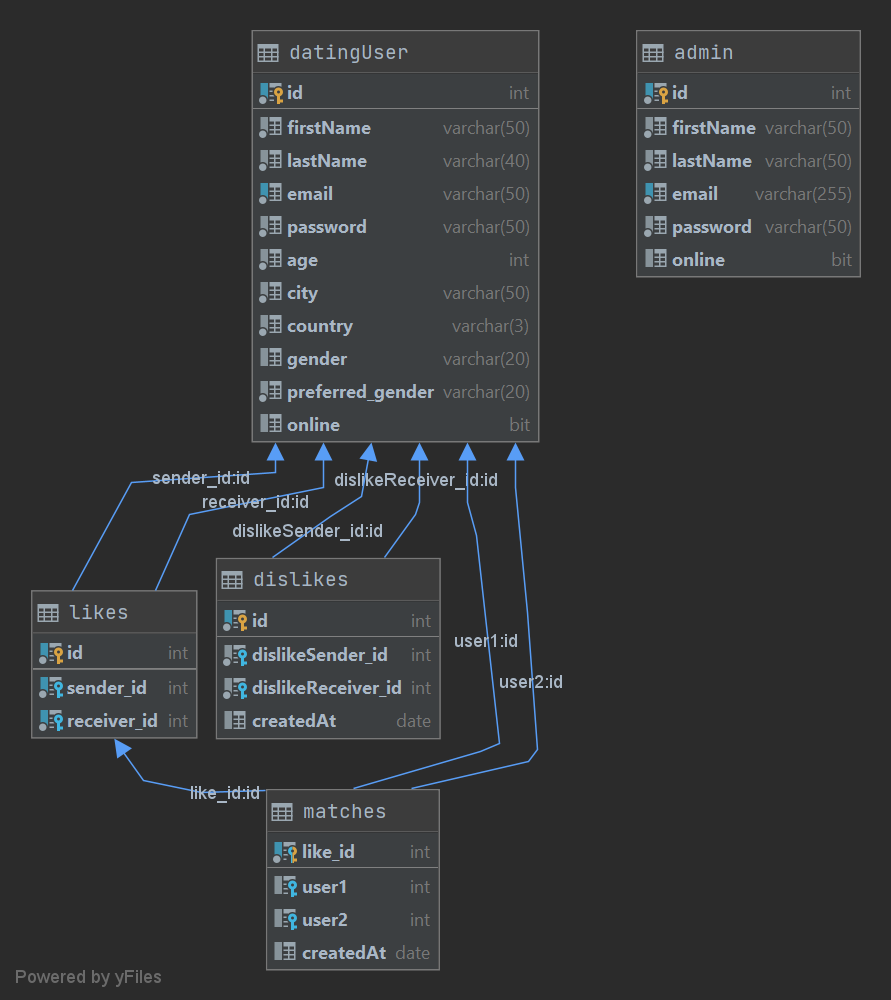 datingUser
id int
firstName varchar(50)
lastName varchar(40)
email varchar(50)
password varchar(50)
age int
city varchar(50)
country varchar(3)
gender varchar(20)
preferred_gender varchar(20)
online bit
admin
id int
firstName varchar(50)
lastName varchar(50)
email varchar(255)
password varchar(50)
online bit
sender_id:id
dislikeReceiver_id:id
receiver_id:id
dislikeSender_id:id
likes
id int
sender_id int
receiver_id int
dislikes
id int
dislikeSender_id int
dislikeReceiver_id int
createdAt date
user1:id
user2:id
like_id:id
matches
like_id int
user1 int
user2 int
createdAt date
Powered by yFiles